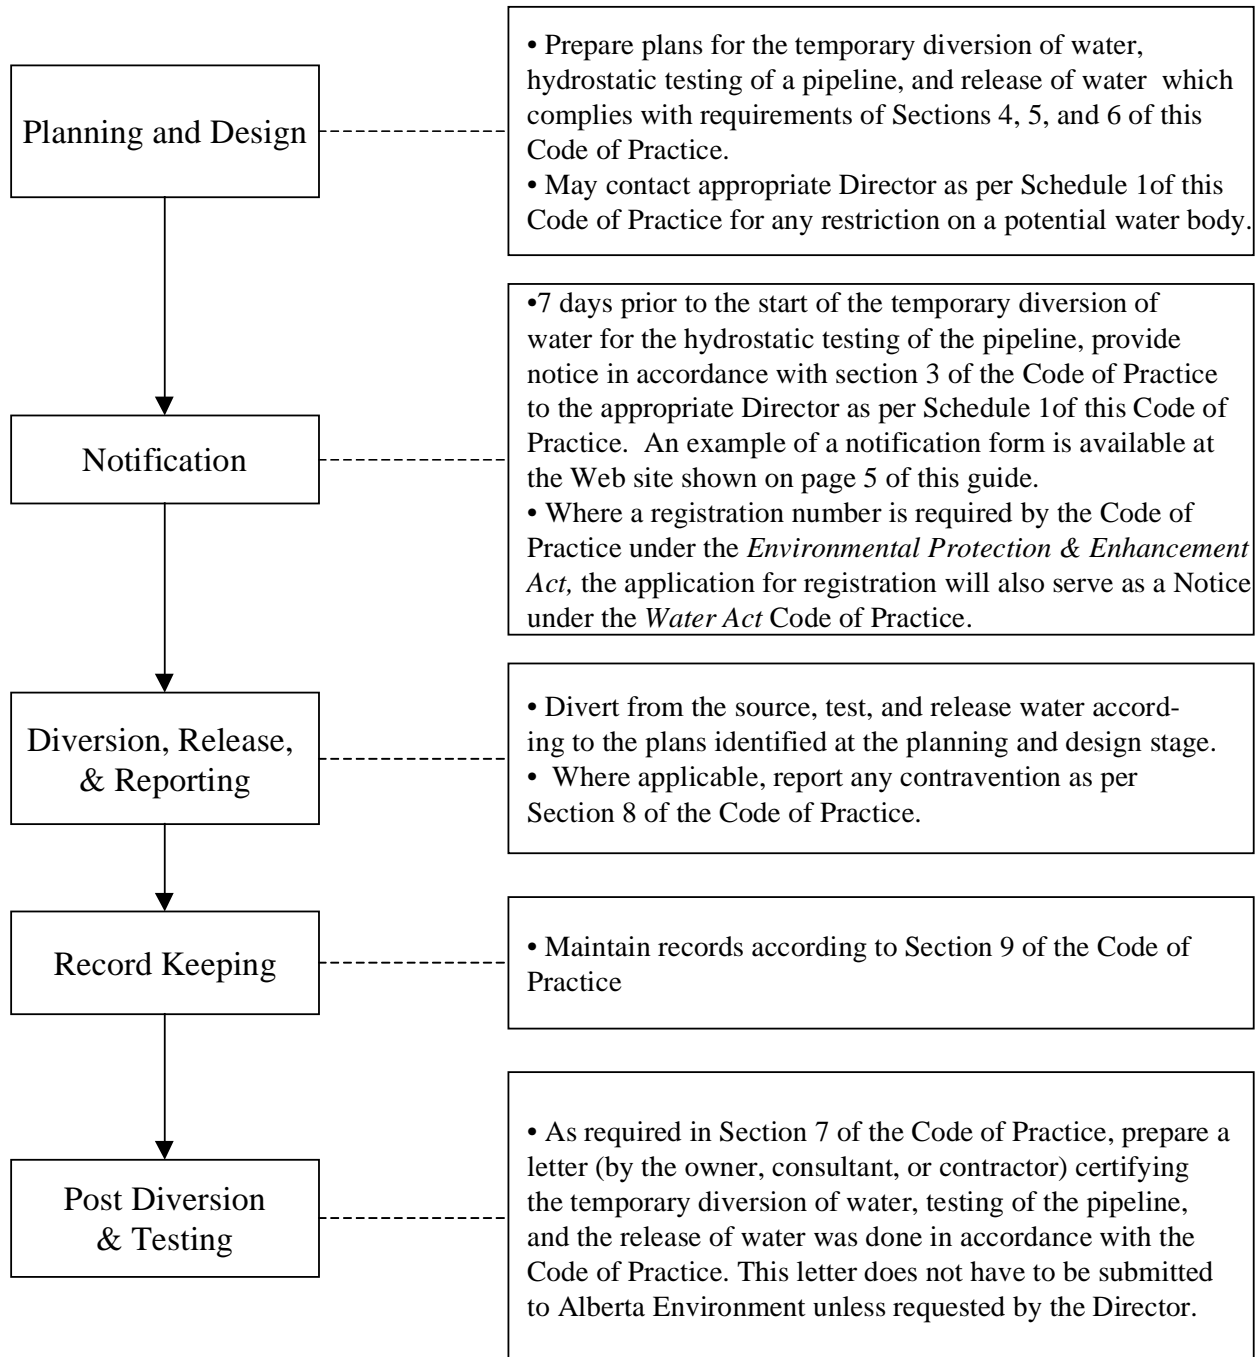 Planning and Design
• Prepare plans for the temporary diversion of water,
hydrostatic testing of a pipeline, and release of water which
complies with requirements of Sections 4, 5, and 6 of this
Code of Practice.
• May contact appropriate Director as per Schedule 1of this
Code of Practice for any restriction on a potential water body.
Notification
•7 days prior to the start of the temporary diversion of
water for the hydrostatic testing of the pipeline, provide
notice in accordance with section 3 of the Code of Practice
to the appropriate Director as per Schedule 1of this Code of
Practice. An example of a notification form is available at
the Web site shown on page 5 of this guide.
• Where a registration number is required by the Code of
Practice under the Environmental Protection & Enhancement
Act, the application for registration will also serve as a Notice
under the Water Act Code of Practice.
Diversion, Release,
& Reporting
• Divert from the source, test, and release water accord-
ing to the plans identified at the planning and design stage.
• Where applicable, report any contravention as per
Section 8 of the Code of Practice.
Record Keeping
• Maintain records according to Section 9 of the Code of
Practice
Post Diversion
& Testing
• As required in Section 7 of the Code of Practice, prepare a
letter (by the owner, consultant, or contractor) certifying
the temporary diversion of water, testing of the pipeline,
and the release of water was done in accordance with the
Code of Practice. This letter does not have to be submitted
to Alberta Environment unless requested by the Director.